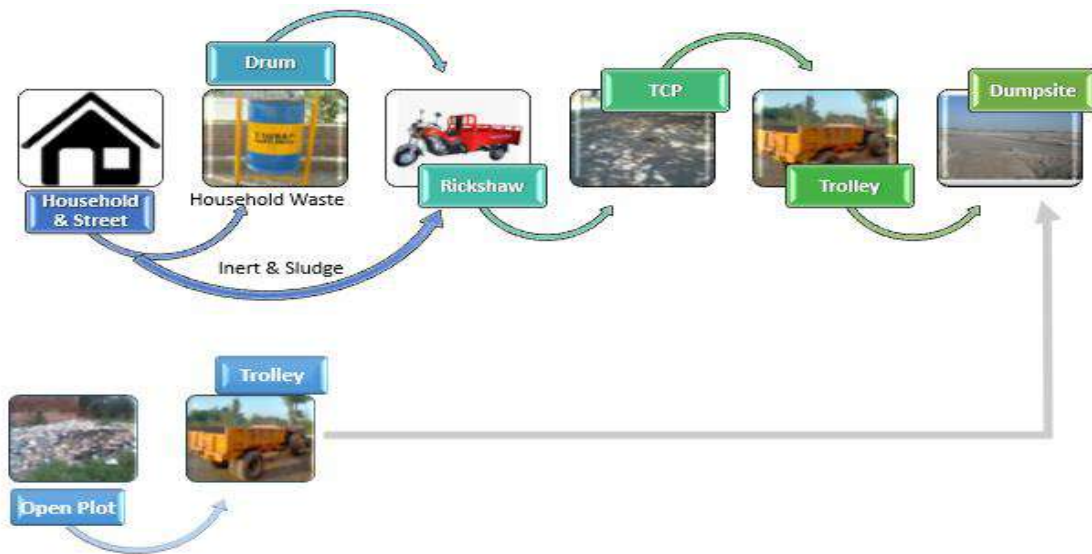 Drum
TCP
Dumpsite
Household
& Street
Household Waste
Rickshaw
Trolley
Inert & Sludge
Trolley
Open Plot